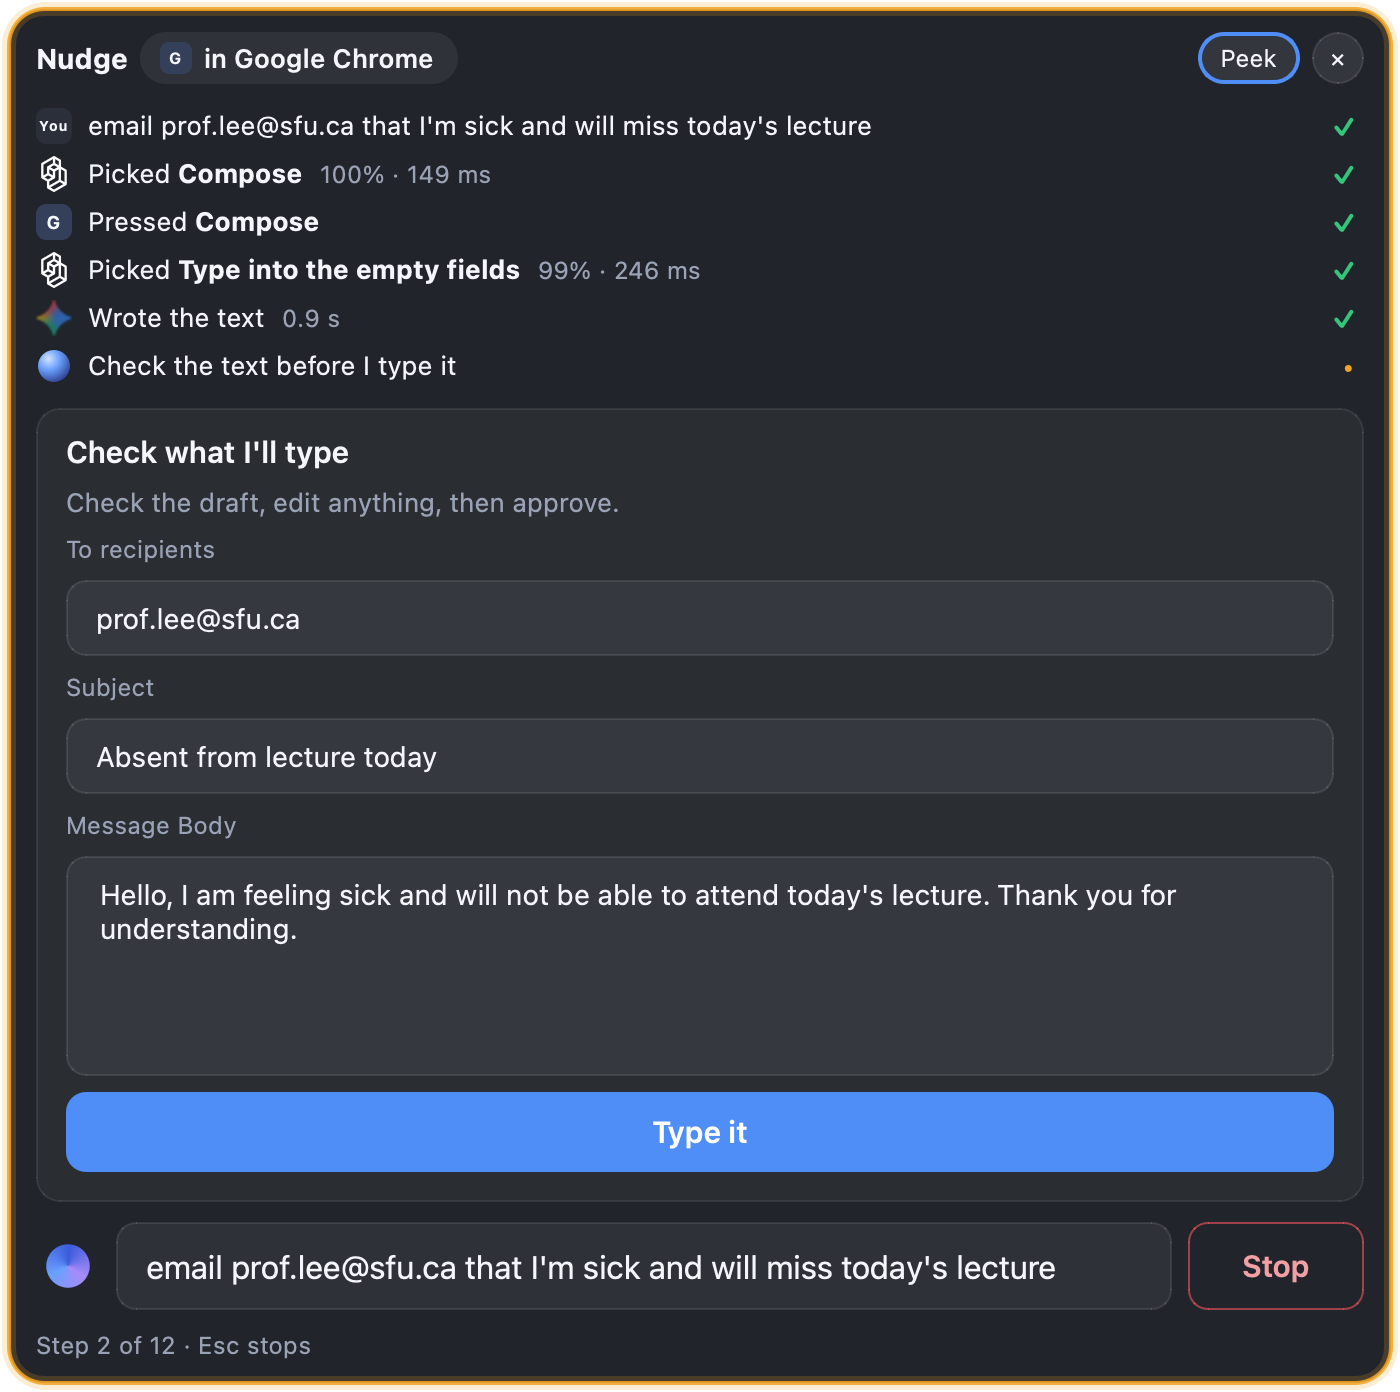 Nudge G in Google Chrome Peek ×
You email prof.lee@sfu.ca that I'm sick and will miss today's lecture
Picked Compose 100% · 149 ms
G Pressed Compose
Picked Type into the empty fields 99% · 246 ms
Wrote the text 0.9 s
Check the text before I type it
Check what I'll type
Check the draft, edit anything, then approve.
To recipients
prof.lee@sfu.ca
Subject
Absent from lecture today
Message Body
Hello, I am feeling sick and will not be able to attend today's lecture. Thank you for
understanding.
Type it
email prof.lee@sfu.ca that I'm sick and will miss today's lecture Stop
Step 2 of 12 · Esc stops